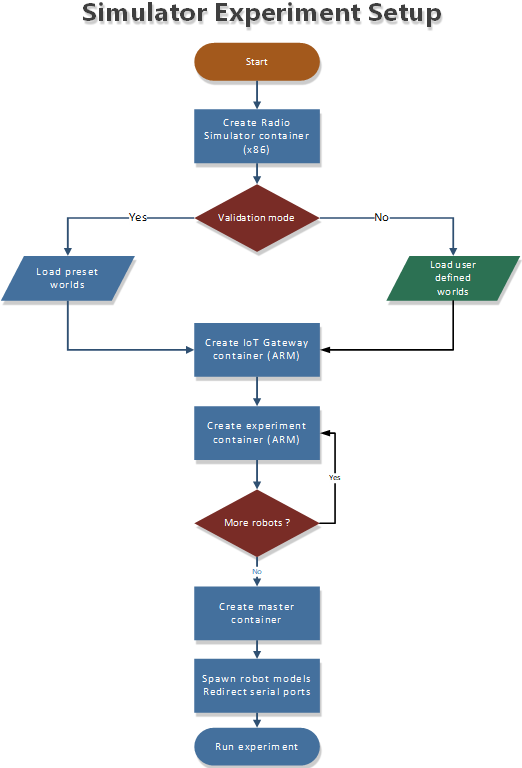 Simulator Experiment Setup
Start
Create Radio
Simulator container
(x86)
Validation mode
Yes
No
Load preset
worlds
Load user
defined
worlds
Create IoT Gateway
container (ARM)
Create experiment
container (ARM)
Yes
More robots ?
No
Create master
container
Spawn robot models
Redirect serial ports
Run experiment